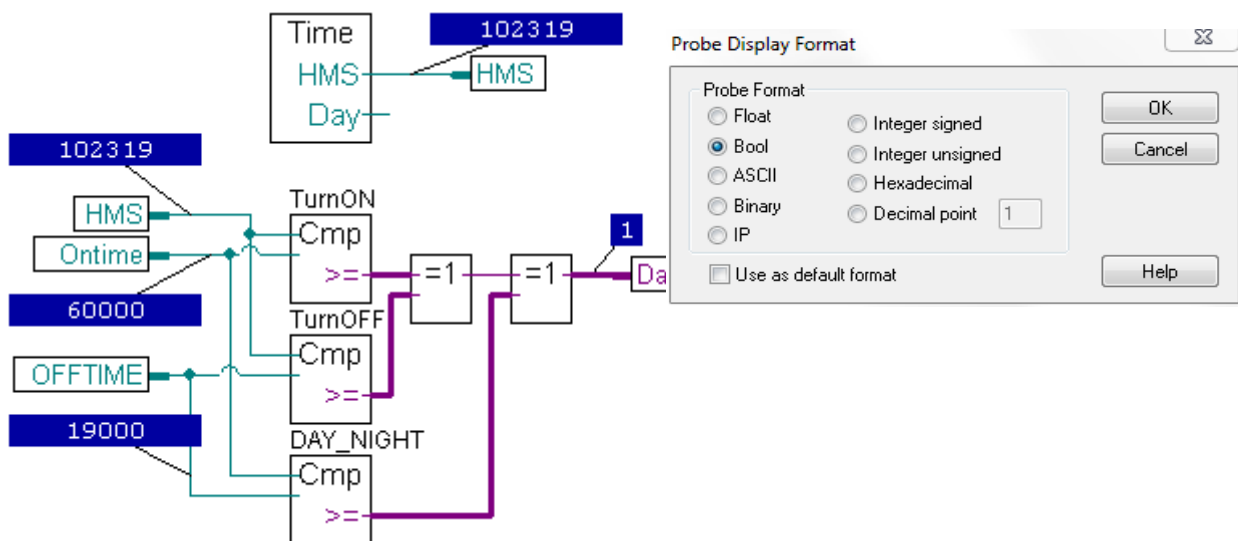 Time
HMS
Day
102319
HMS
102319
HMS
Ontime
60000
OFFTIME
19000
TurnON
Cmp
>=
TurnOFF
Cmp
>=
DAY_NIGHT
Cmp
>=
=1
=1
1
Da
Probe Display Format
Probe Format
Float
Bool
ASCII
Binary
IP
Integer signed
Integer unsigned
Hexadecimal
Decimal point 1
Use as default format
OK
Cancel
Help